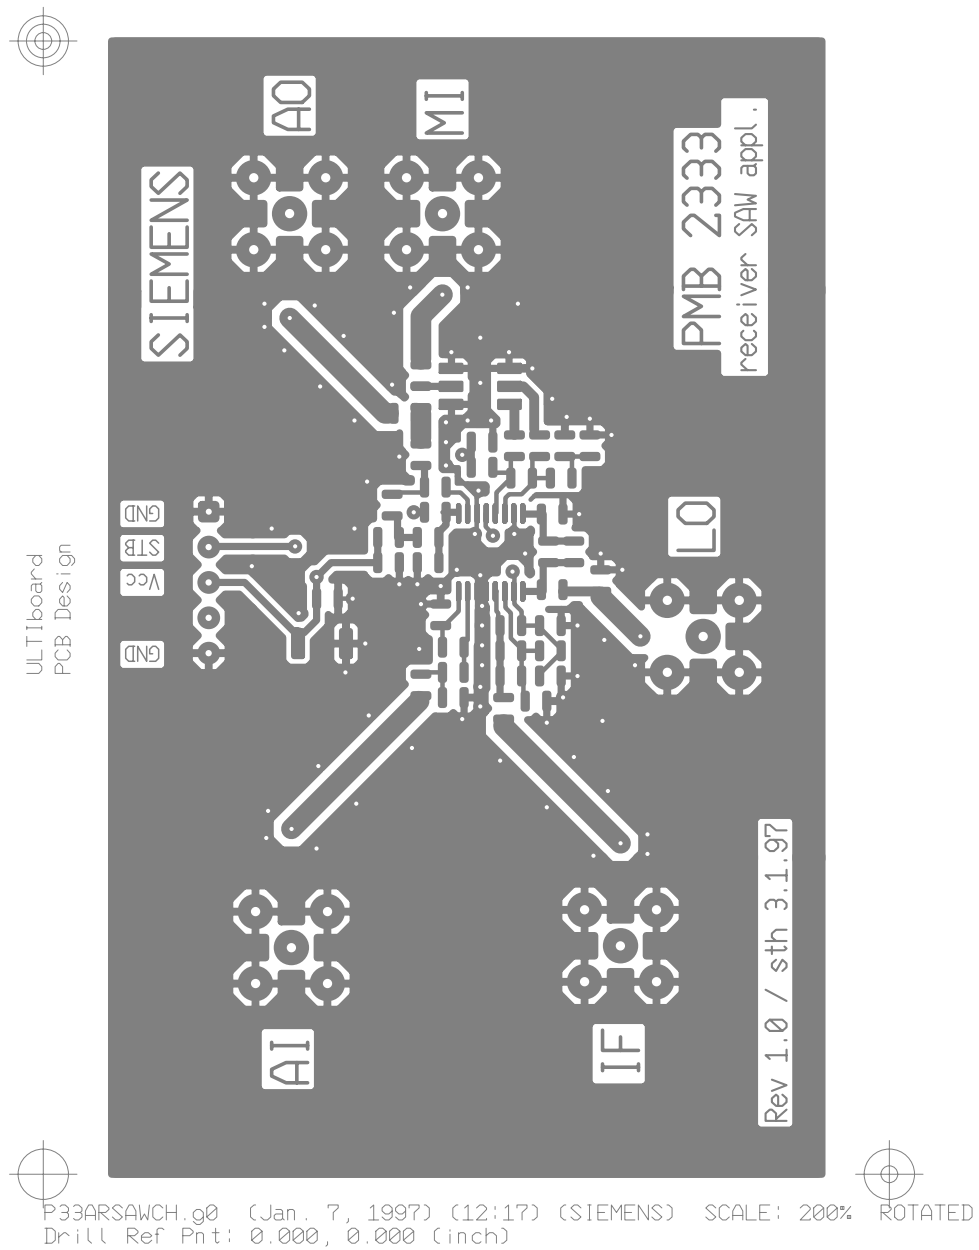 AO
MI
SIEMENS
PMB 2333
receiver SAW appl.
GND
STB
Vcc
GND
LO
ULTIboard
PCB Design
AI
IF
Rev 1.0 / sth 3.1.97
P33ARSAWCH.g0 (Jan. 7, 1997) (12:17) (SIEMENS) SCALE: 200% ROTATED
Drill Ref Pnt: 0.000, 0.000 (inch)